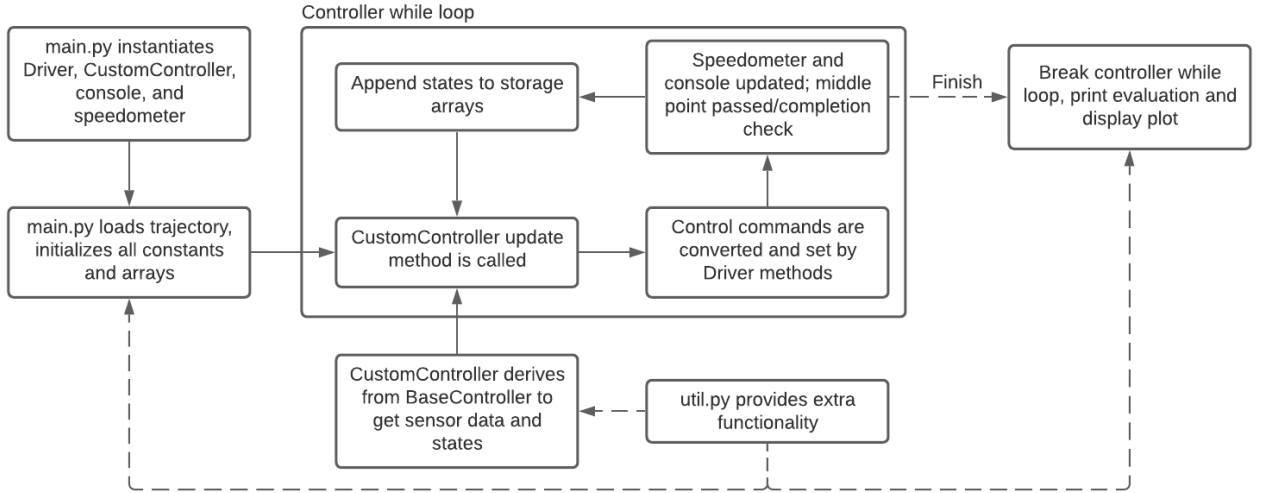 Controller while loop
main.py instantiates
Driver, CustomController,
console, and
speedometer
Append states to storage
arrays
Speedometer and
console updated; middle
point passed/completion
check
Finish
Break controller while
loop, print evaluation and
display plot
main.py loads trajectory,
initializes all constants
and arrays
CustomController update
method is called
Control commands are
converted and set by
Driver methods
CustomController derives
from BaseController to
get sensor data and
states
util.py provides extra
functionality